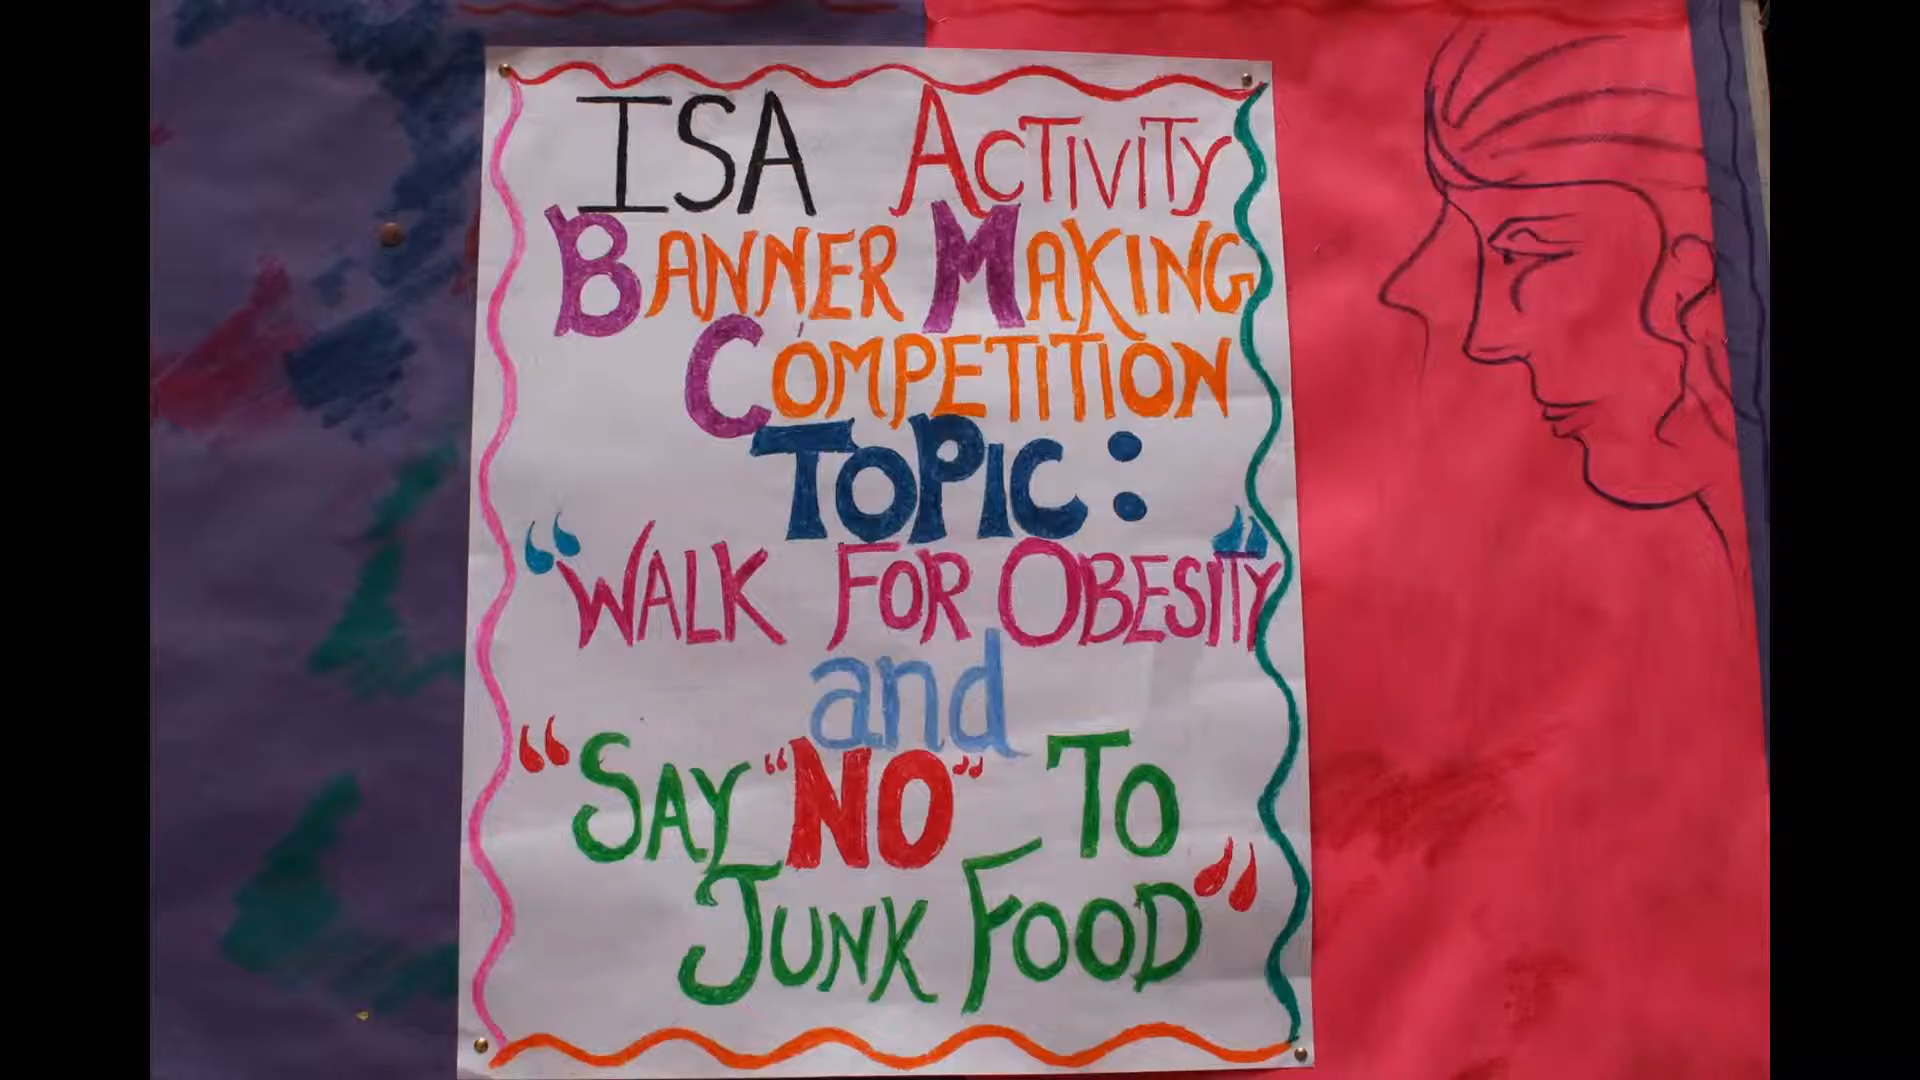 ISA ACTIVITY
BANNER MAKING
COMPETITION
TOPIC:
“WALK FOR OBESITY”
and
“SAY “NO” TO
JUNK FOOD”